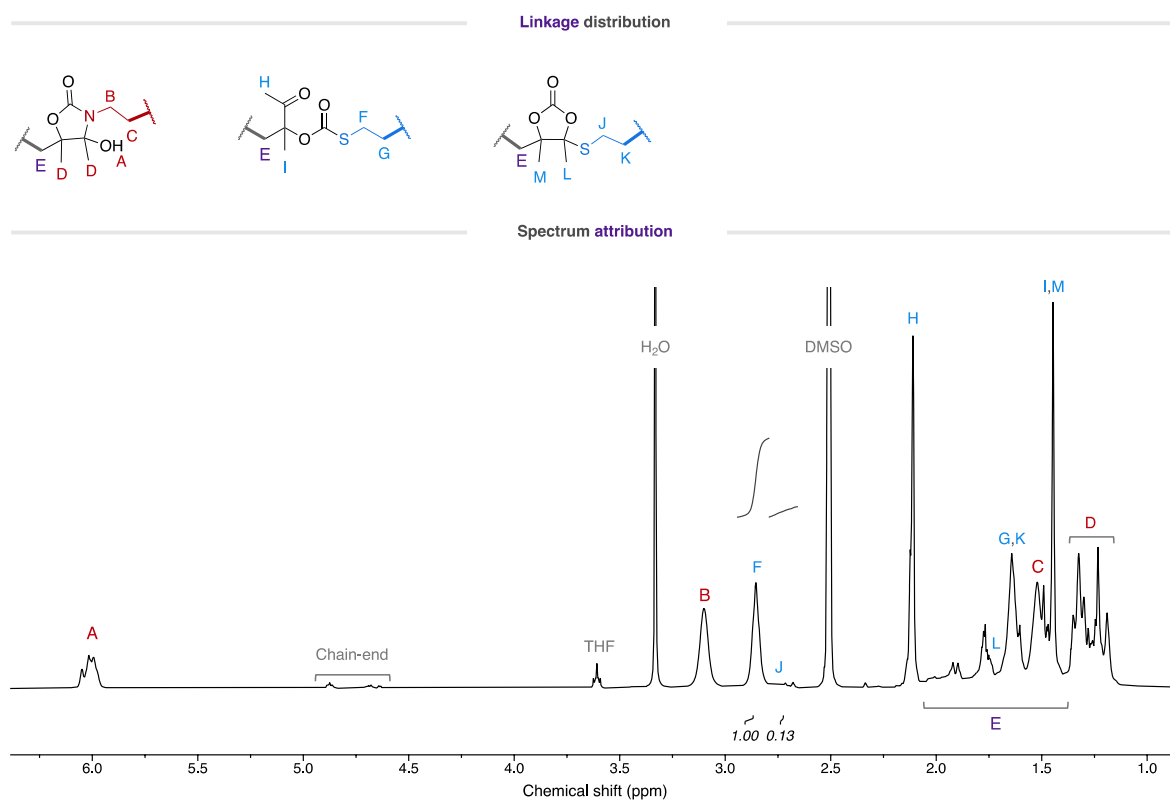 Linkage distribution
O
O
N
B
C
OH
A
E
D
D
H
O
O
O
S
F
G
E
I
O
O
O
S
J
K
E
M
L
Spectrum attribution
A
Chain-end
THF
H₂O
B
F
J
DMSO
H
L
G,K
C
I,M
D
E
1.00 0.13
6.0 5.5 5.0 4.5 4.0 3.5 3.0 2.5 2.0 1.5 1.0
Chemical shift (ppm)